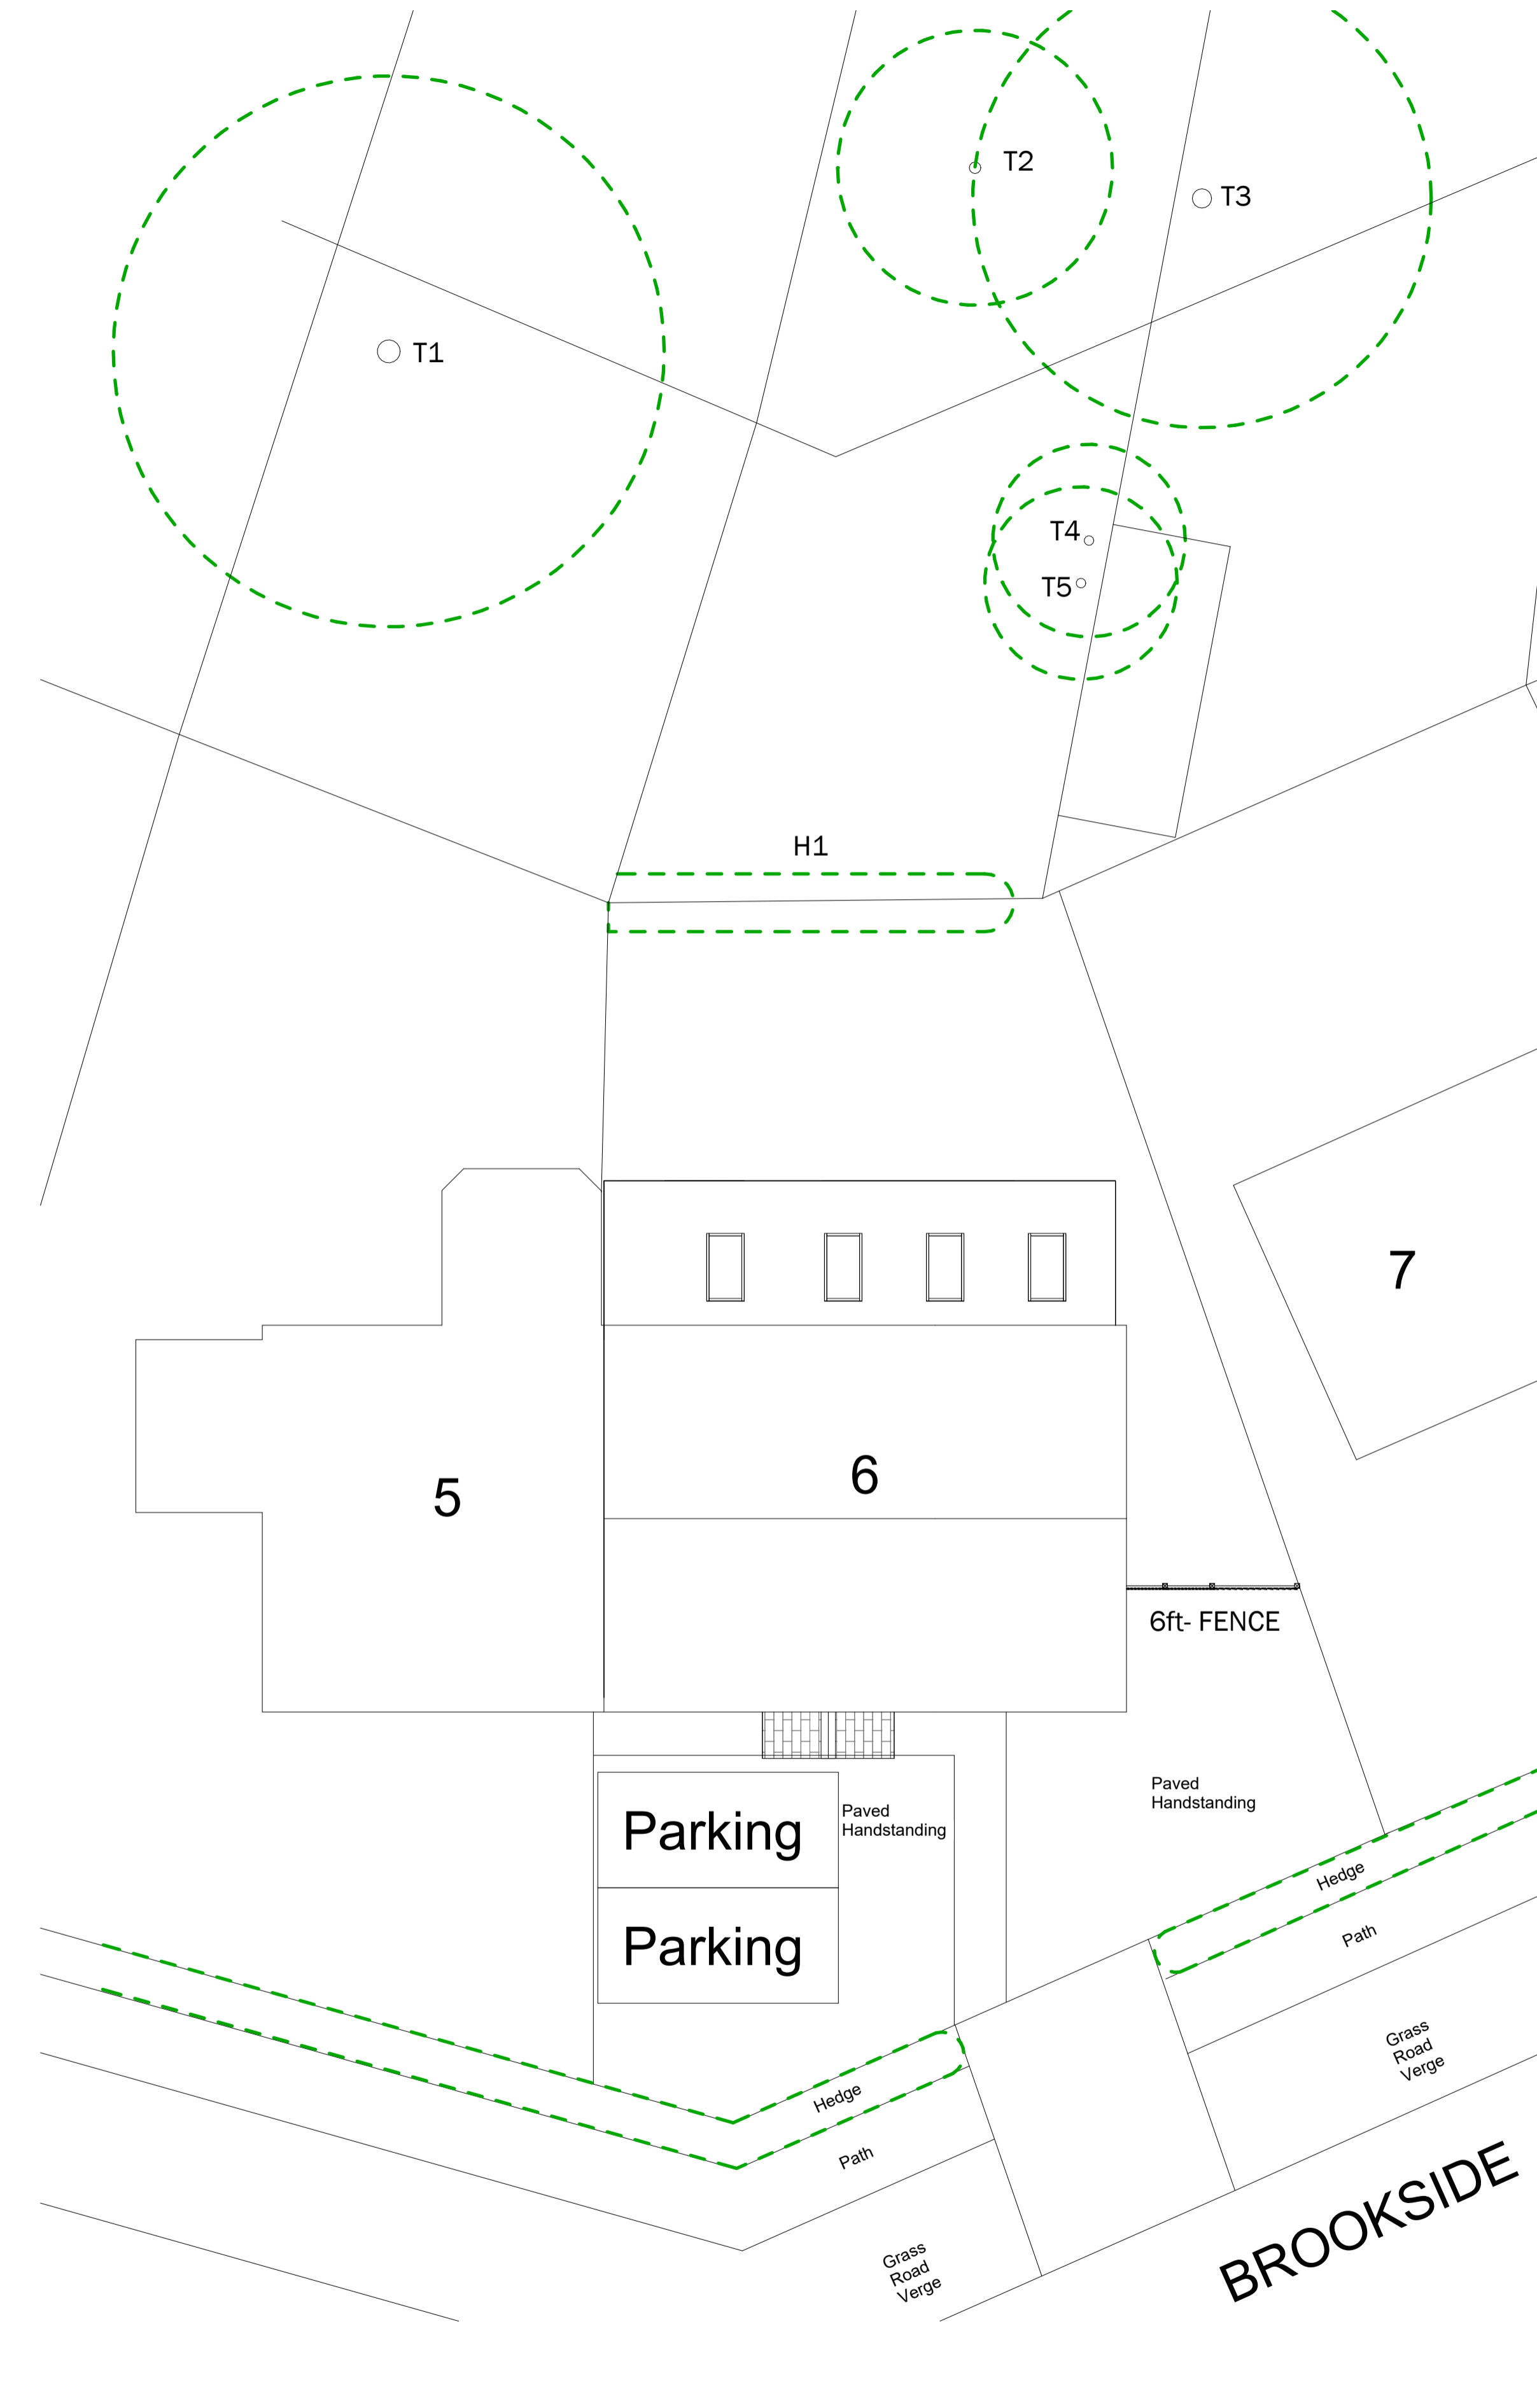 T2
T3
T1
T4
T5
H1
7
6
5
6ft- FENCE
Paved
Handstanding
Parking
Paved
Handstanding
Parking
Hedge
Path
Hedge
Path
Grass
Road
Verge
Grass
Road
Verge
BROOKSIDE